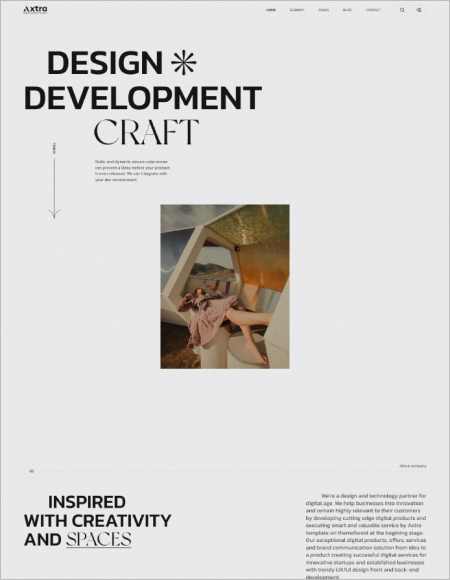 Axtra
HOME
PAGES
BLOG
CONTACT
DESIGN
DEVELOPMENT
CRAFT
SCROLL
Static and dynamic secure code review
can prevent a 0day before your product
is even released. We can integrate with
your dev environment
About company
INSPIRED
WITH CREATIVITY
AND SPACES
We're a design and technology partner for
digital age. We help businesses into innovation
and remain highly relevant to their customers
by developing cutting edge digital products and
executing smart and valuable service by Axtra
template on themeforest at the begining stage.
Our exceptional digital products, offers, services
and brand communication solution from idea to
a product creating successful digital services for
innovative startups and established businesses
with trendy UX/UI design front and back-end
development.